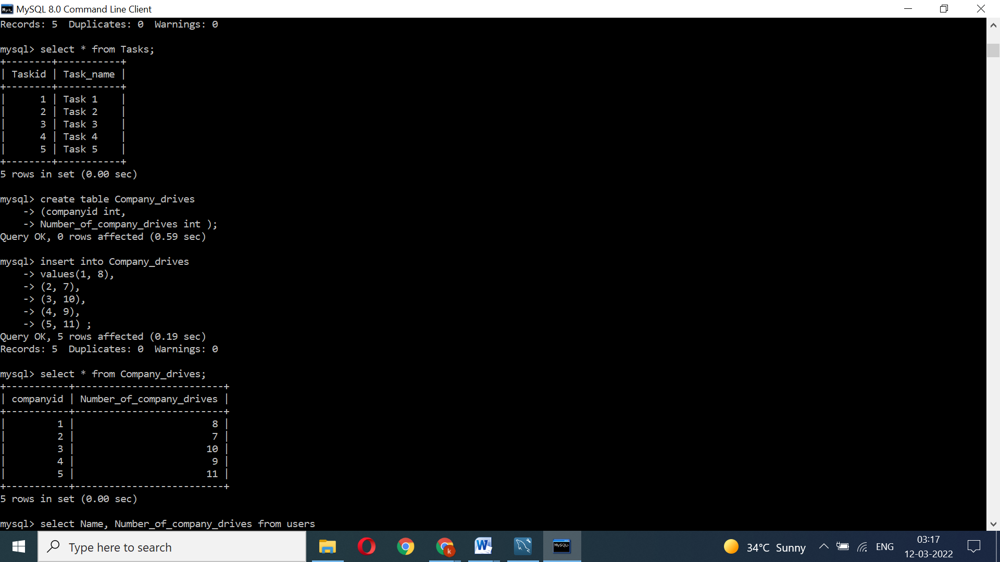 MySQL 8.0 Command Line Client
Records: 5  Duplicates: 0  Warnings: 0
mysql> select * from Tasks;
+--------+-----------+
| Taskid | Task_name |
+--------+-----------+
|      1 | Task 1    |
|      2 | Task 2    |
|      3 | Task 3    |
|      4 | Task 4    |
|      5 | Task 5    |
+--------+-----------+
5 rows in set (0.00 sec)
mysql> create table Company_drives
    -> (companyid int,
    -> Number_of_company_drives int );
Query OK, 0 rows affected (0.59 sec)
mysql> insert into Company_drives
    -> values(1, 8),
    -> (2, 7),
    -> (3, 10),
    -> (4, 9),
    -> (5, 11) ;
Query OK, 5 rows affected (0.19 sec)
Records: 5  Duplicates: 0  Warnings: 0
mysql> select * from Company_drives;
+-----------+--------------------------+
| companyid | Number_of_company_drives |
+-----------+--------------------------+
|         1 |                        8 |
|         2 |                        7 |
|         3 |                       10 |
|         4 |                        9 |
|         5 |                       11 |
+-----------+--------------------------+
5 rows in set (0.00 sec)
mysql> select Name, Number_of_company_drives from users
Type here to search
k
W
MySQL
34°C Sunny
ENG
03:17
12-03-2022